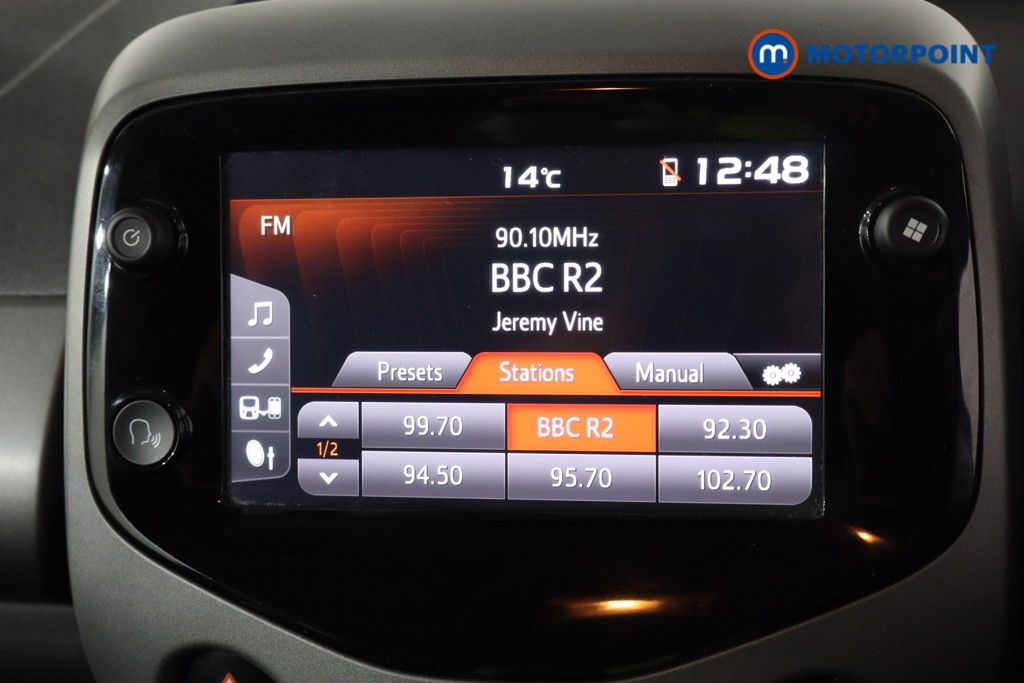 m MOTORPOINT
14°C 12:48
FM
90.10MHz
BBC R2
Jeremy Vine
Presets Stations Manual
99.70 BBC R2 92.30
1/2
94.50 95.70 102.70